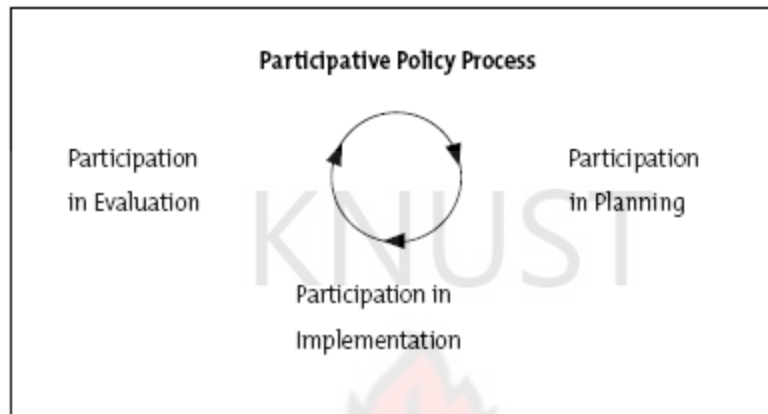 Participative Policy Process
Participation
in Evaluation
Participation
in Planning
KNUST
Participation in
Implementation